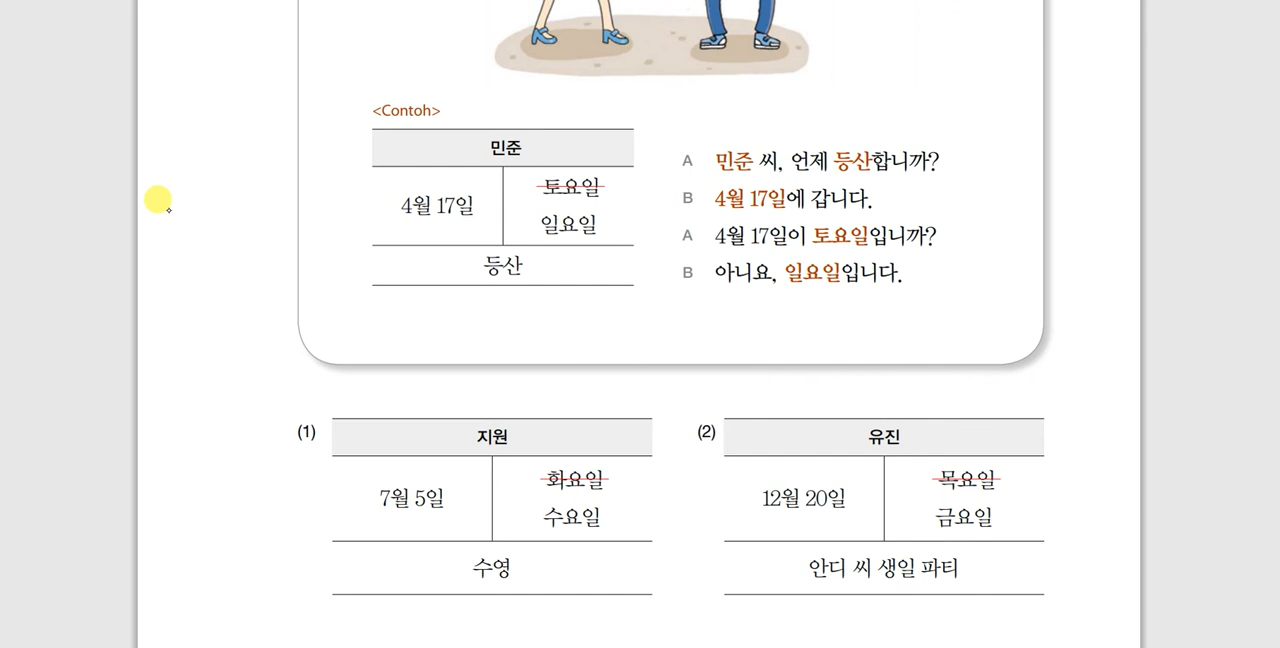 <Contoh>
민준
4월 17일
토요일
일요일
등산
A 민준 씨, 언제 등산합니까?
B 4월 17일에 갑니다.
A 4월 17일이 토요일입니까?
B 아니요, 일요일입니다.
(1)
지원
7월 5일
화요일
수요일
수영
(2)
유진
12월 20일
목요일
금요일
안디 씨 생일 파티